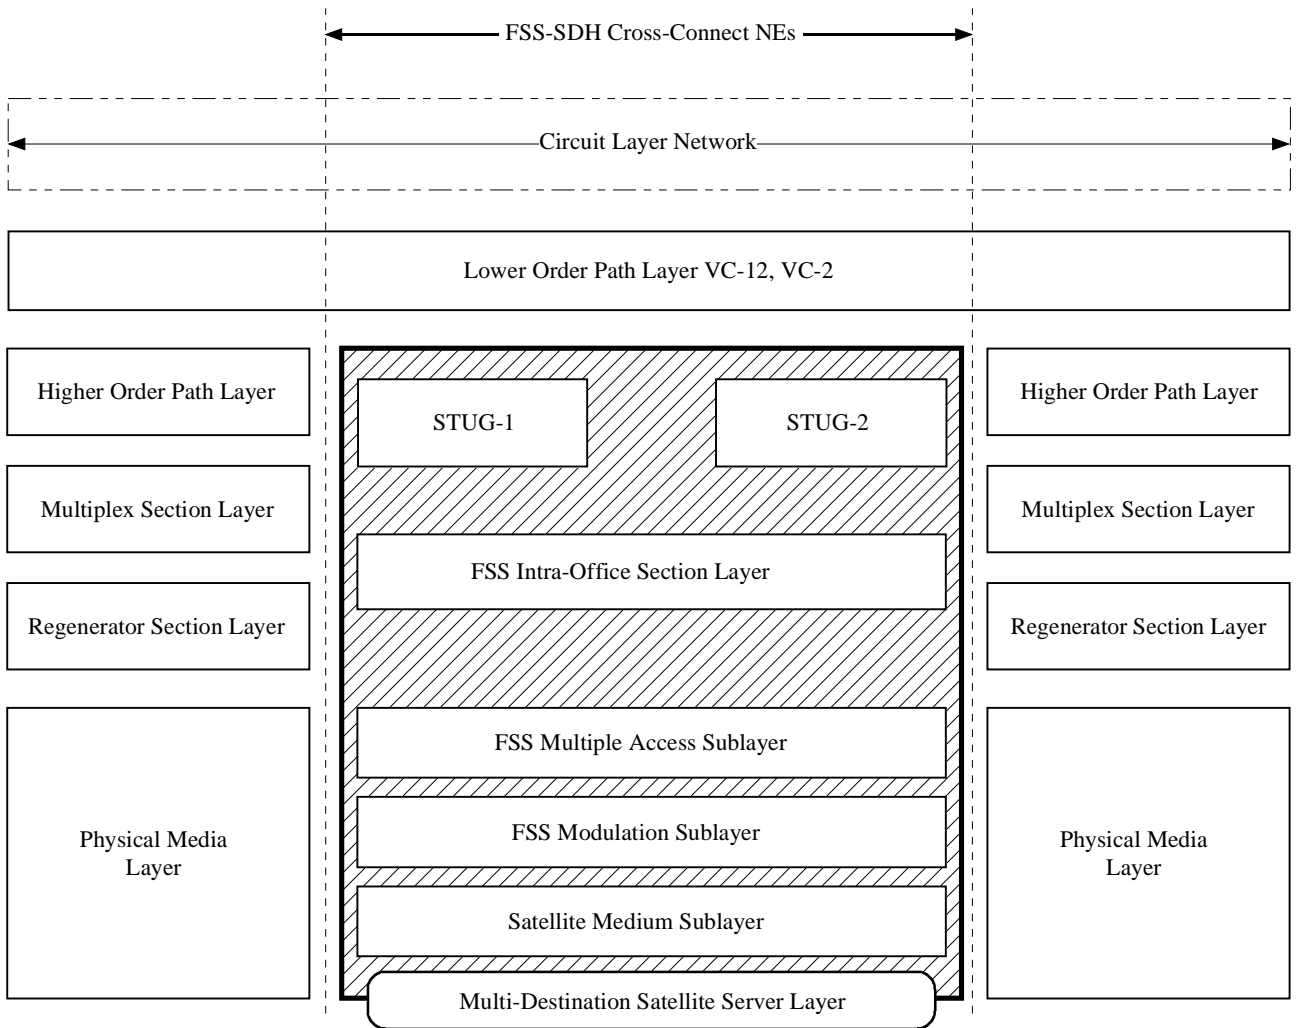 FSS-SDH Cross-Connect NEs
Circuit Layer Network
Lower Order Path Layer VC-12, VC-2
Higher Order Path Layer
STUG-1
STUG-2
Higher Order Path Layer
Multiplex Section Layer
Multiplex Section Layer
FSS Intra-Office Section Layer
Regenerator Section Layer
Regenerator Section Layer
FSS Multiple Access Sublayer
Physical Media
Layer
FSS Modulation Sublayer
Physical Media
Layer
Satellite Medium Sublayer
Multi-Destination Satellite Server Layer